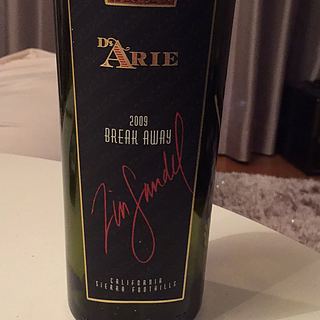 D'ARIE
2009
BREAK AWAY
Zinfandel
CALIFORNIA
SIERRA FOOTHILLS